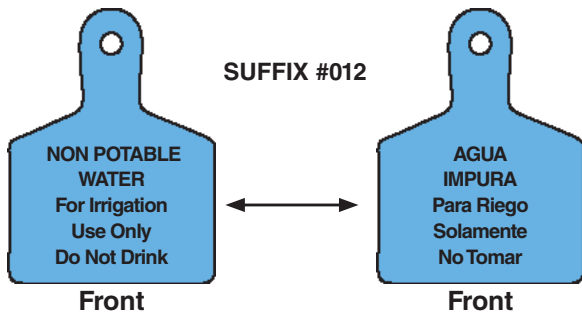 SUFFIX #012
NON POTABLE
WATER
For Irrigation
Use Only
Do Not Drink
Front
AGUA
IMPURA
Para Riego
Solamente
No Tomar
Front